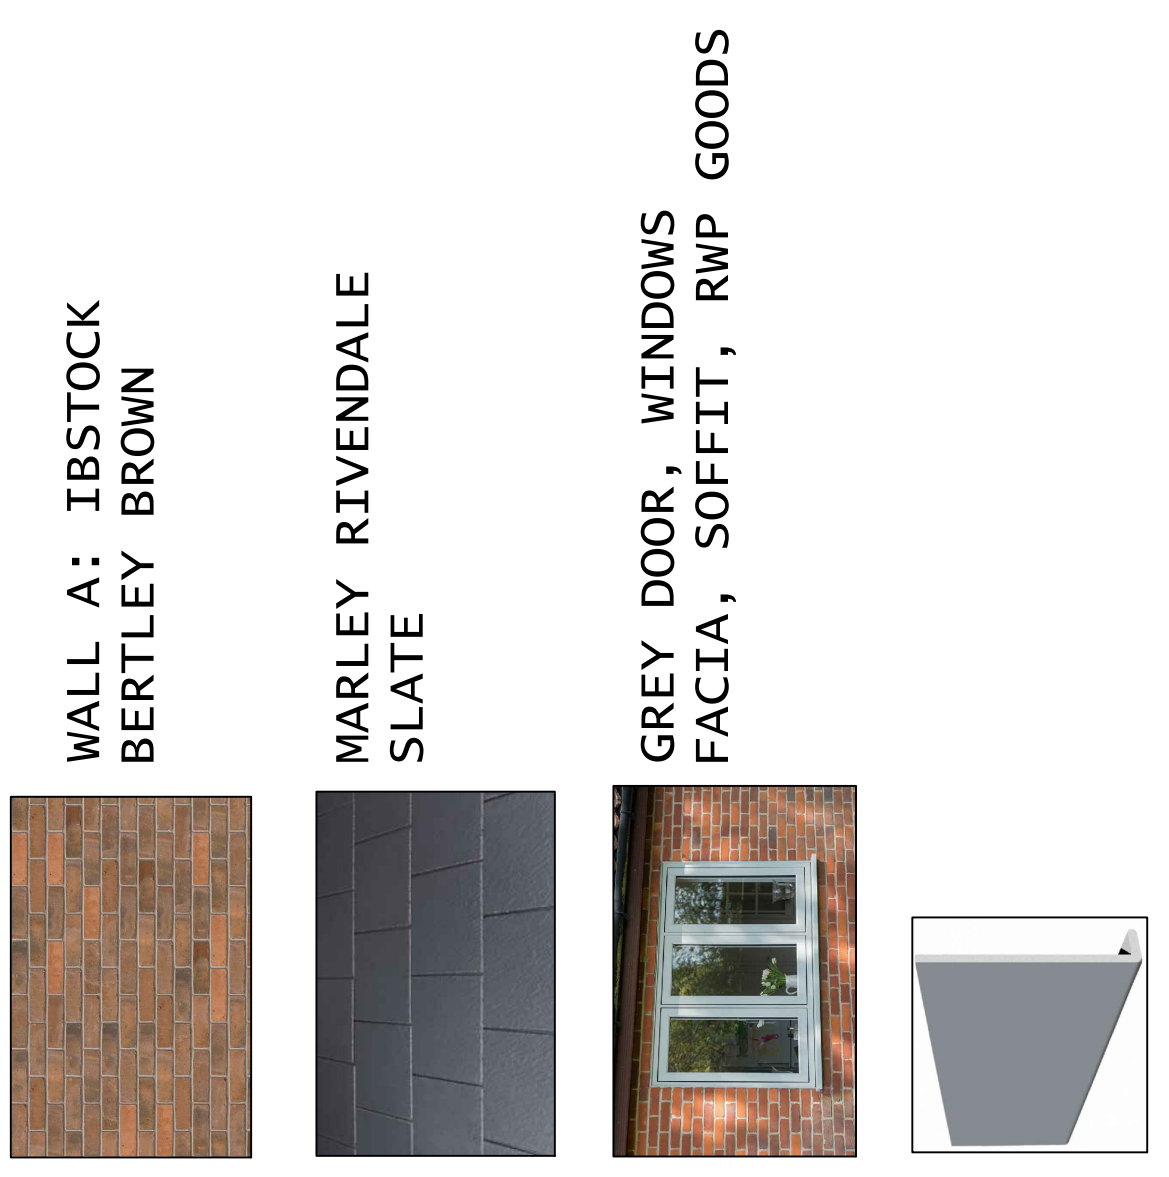 WALL A: IBSTOCK
BERTLEY BROWN
MARLEY RIVENDALE
SLATE
GREY DOOR, WINDOWS
FACIA, SOFFIT, RWP GOODS